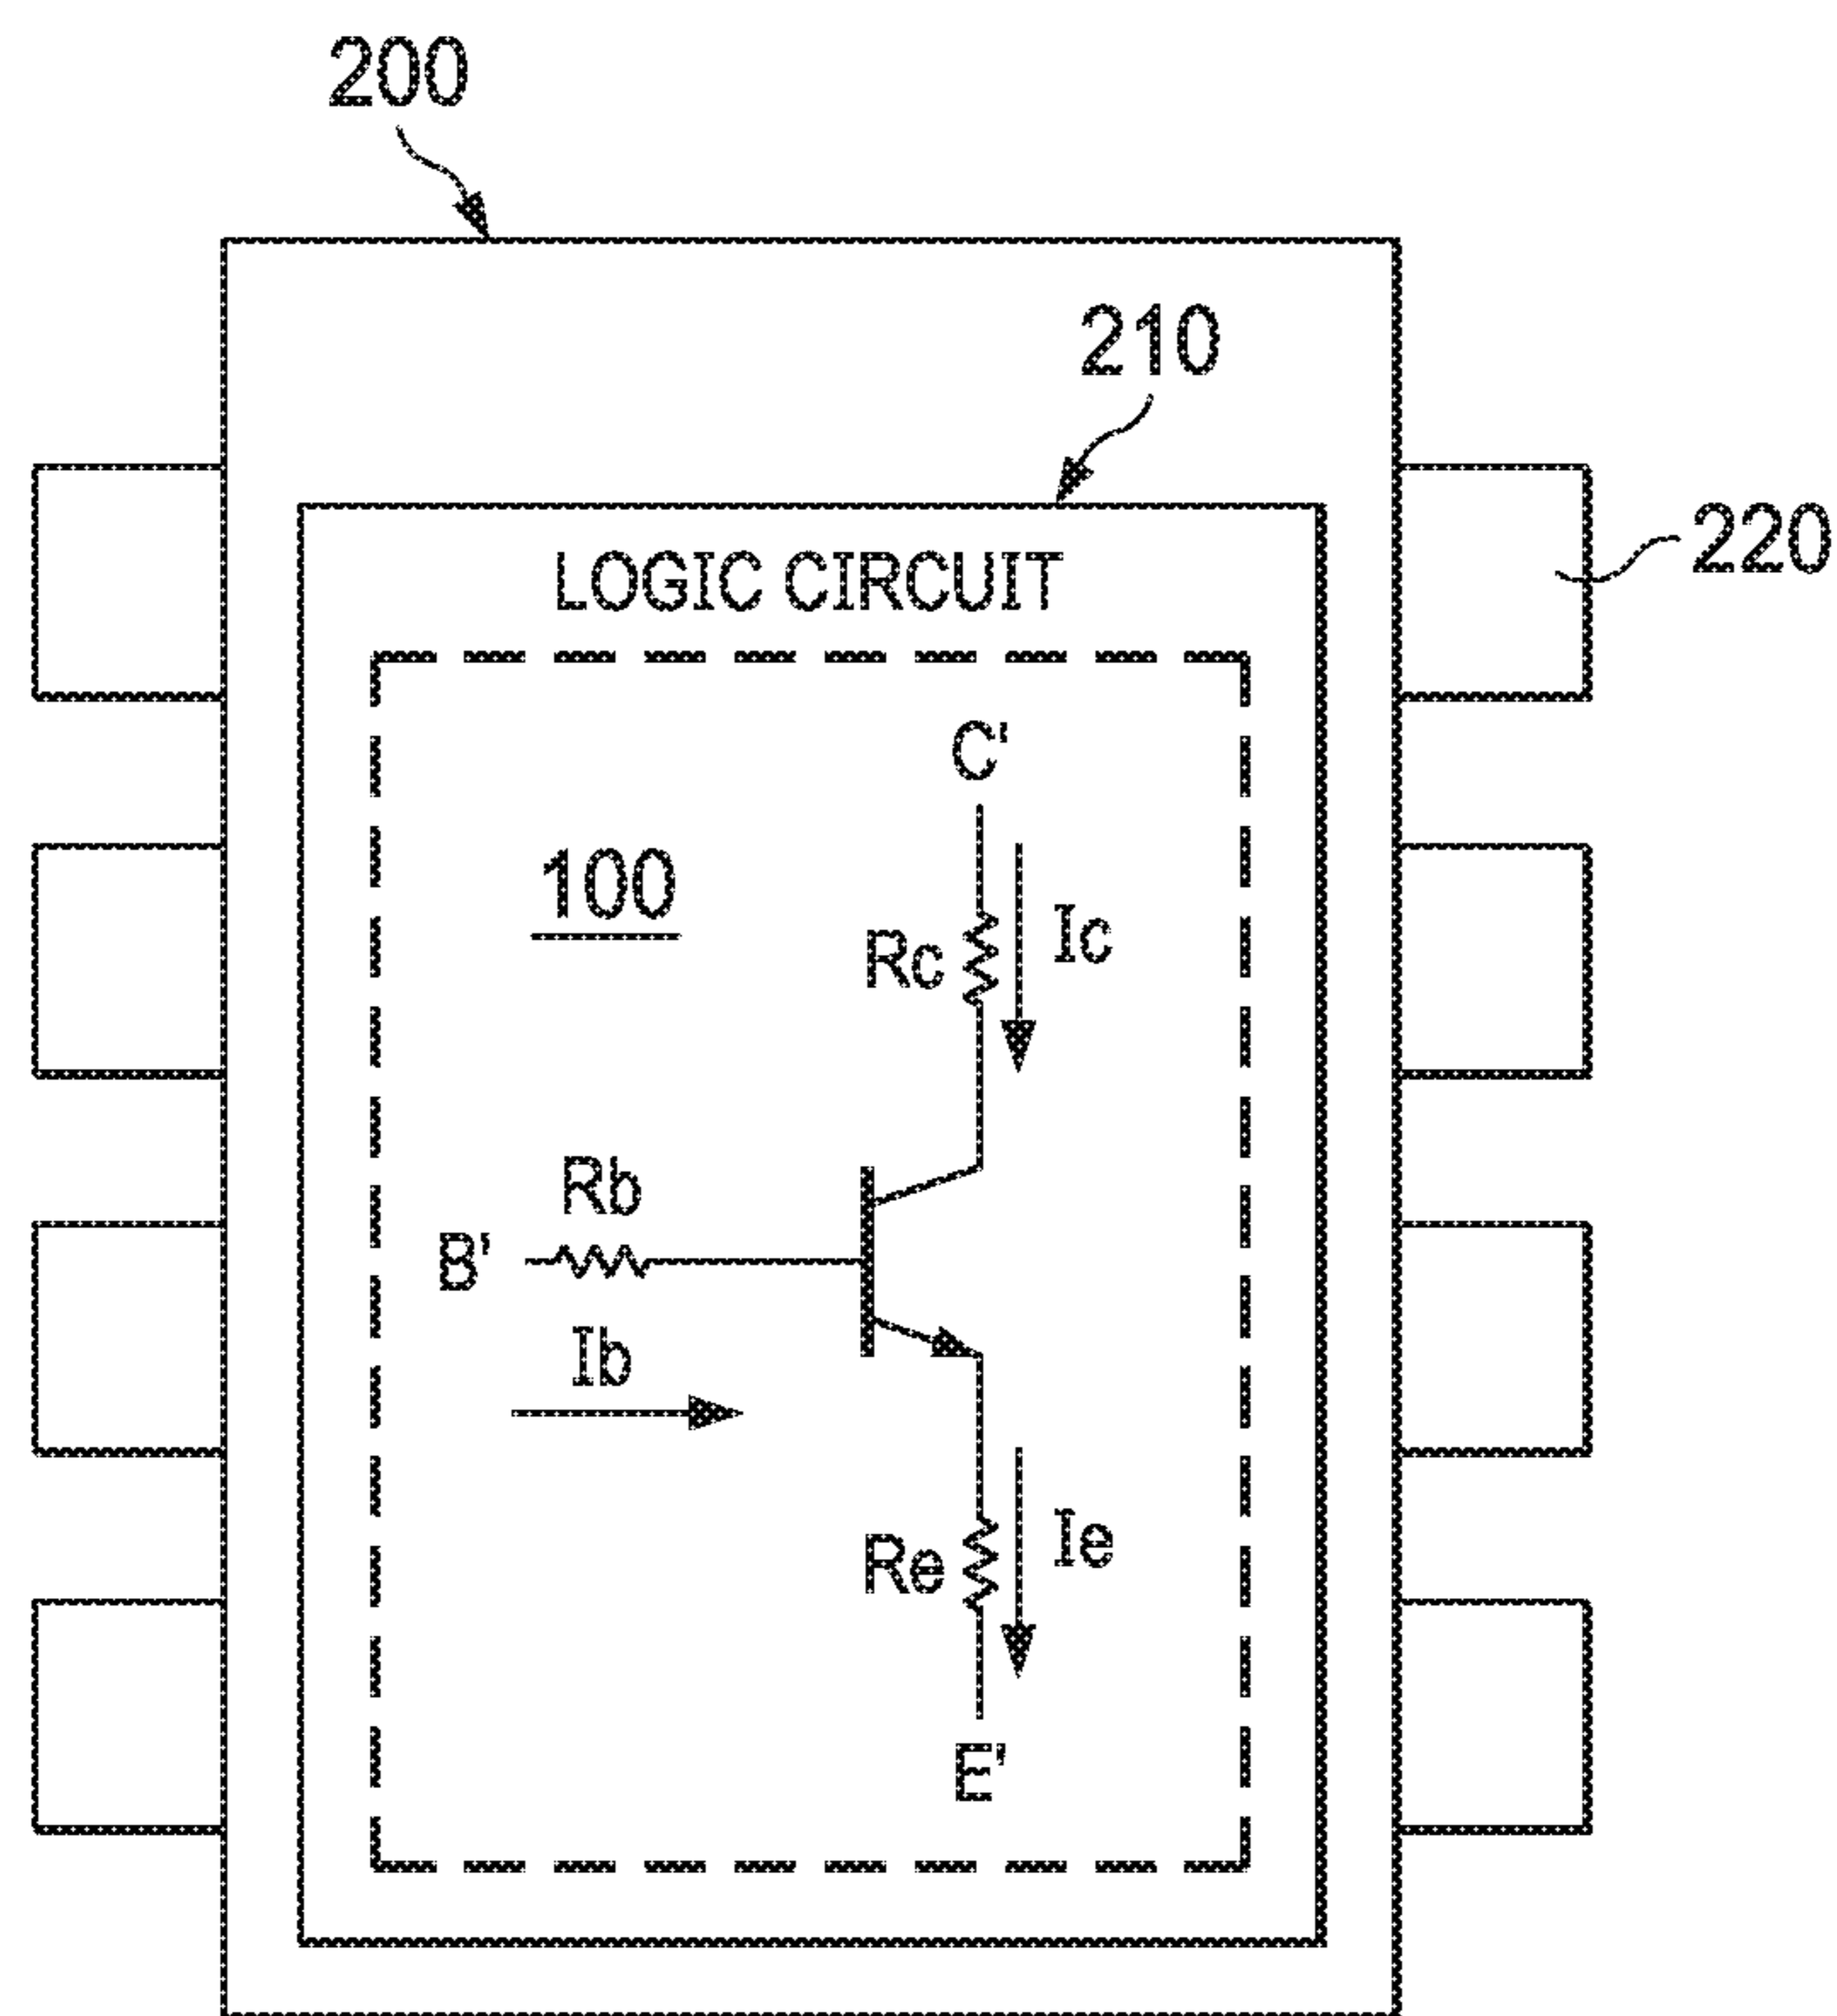 200
210
220
LOGIC CIRCUIT
C'
100
Rc
Ic
Rb
B'
Ib
Re
Ie
E'